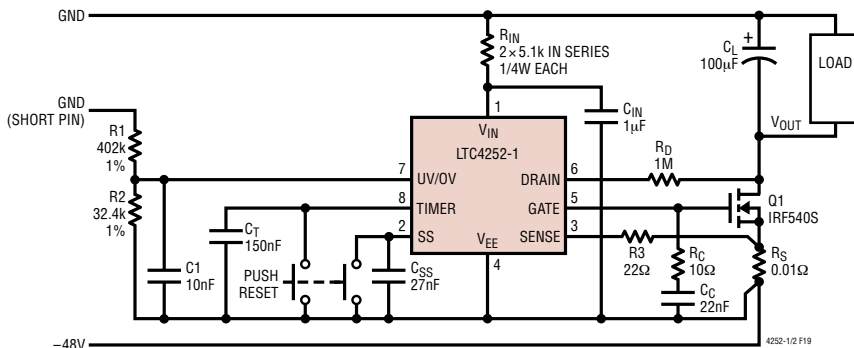 GND
R_IN
2 × 5.1k IN SERIES
1/4W EACH
+
C_L
100µF
LOAD
GND
(SHORT PIN)
R1
402k
1%
1
V_IN
C_IN
1µF
V_OUT
LTC4252-1
R_D
1M
7
UV/OV
DRAIN
6
R2
32.4k
1%
8
TIMER
GATE
5
Q1
IRF540S
C_T
150nF
2
SS
V_EE
SENSE
3
4
C1
10nF
PUSH
RESET
C_SS
27nF
R3
22Ω
R_C
10Ω
R_S
0.01Ω
C_C
22nF
−48V
4252-1/2 F19